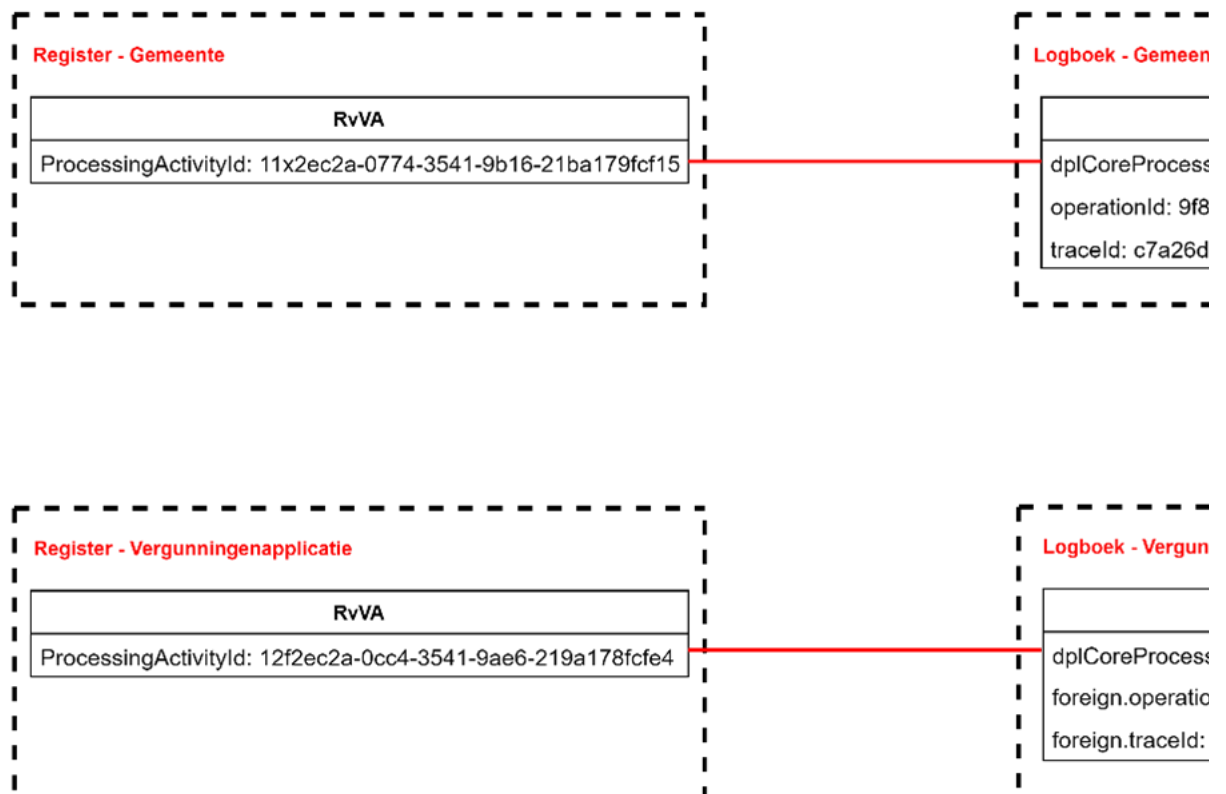 Register - Gemeente
RvVA
ProcessingActivityId: 11x2ec2a-0774-3541-9b16-21ba179fcf15
Logboek - Gemeen
dplCoreProcess
operationId: 9f8
traceId: c7a26d
Register - Vergunningenapplicatie
RvVA
ProcessingActivityId: 12f2ec2a-0cc4-3541-9ae6-219a178fcfe4
Logboek - Vergun
dplCoreProcess
foreign.operatio
foreign.traceId: